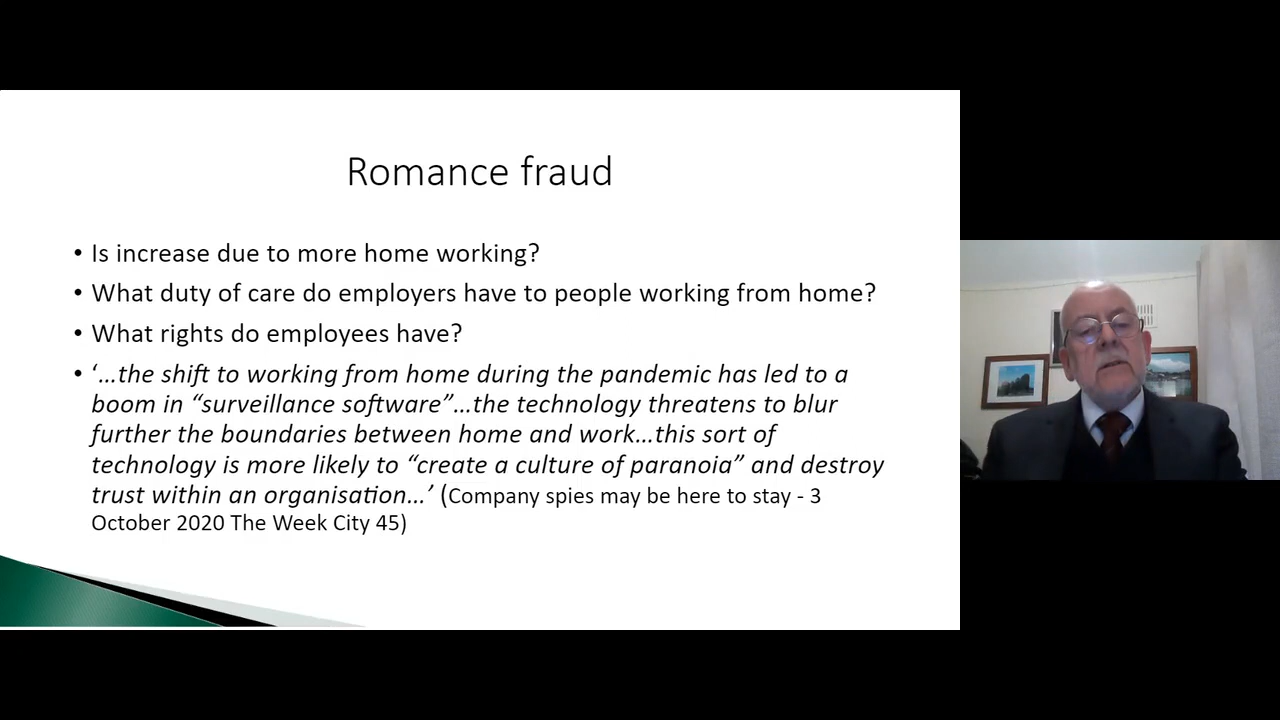 Romance fraud
• Is increase due to more home working?
• What duty of care do employers have to people working from home?
• What rights do employees have?
• ‘…the shift to working from home during the pandemic has led to a
boom in “surveillance software”…the technology threatens to blur
further the boundaries between home and work…this sort of
technology is more likely to “create a culture of paranoia” and destroy
trust within an organisation…’ (Company spies may be here to stay - 3
October 2020 The Week City 45)